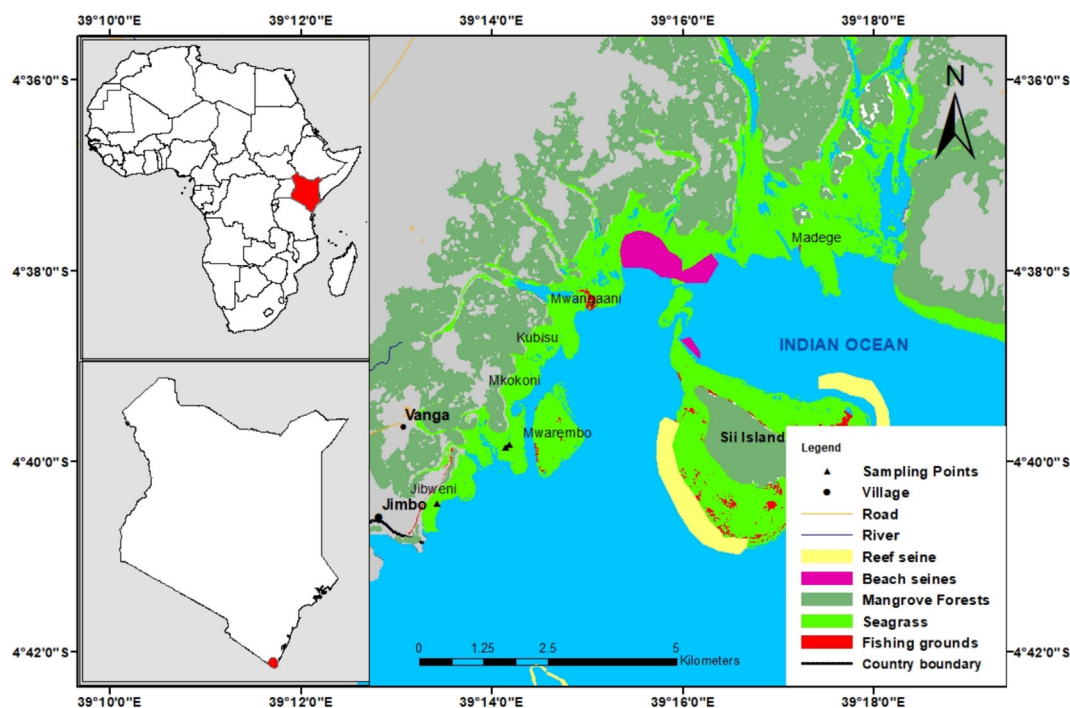 39°10'0"E 39°12'0"E 39°14'0"E 39°16'0"E 39°18'0"E
4°36'0"S 4°36'0"S
N
Madege
4°38'0"S 4°38'0"S
Mwangaani
Kubisu
INDIAN OCEAN
Mkokoni
Vanga
Mwarembo
Sii Island
4°40'0"S 4°40'0"S
Jibweni
Jimbo
Legend
Sampling Points
Village
Road
River
Reef seine
Beach seines
Mangrove Forests
Seagrass
Fishing grounds
Country boundary
0 1.25 2.5 5
Kilometers
4°42'0"S 4°42'0"S
39°10'0"E 39°12'0"E 39°14'0"E 39°16'0"E 39°18'0"E